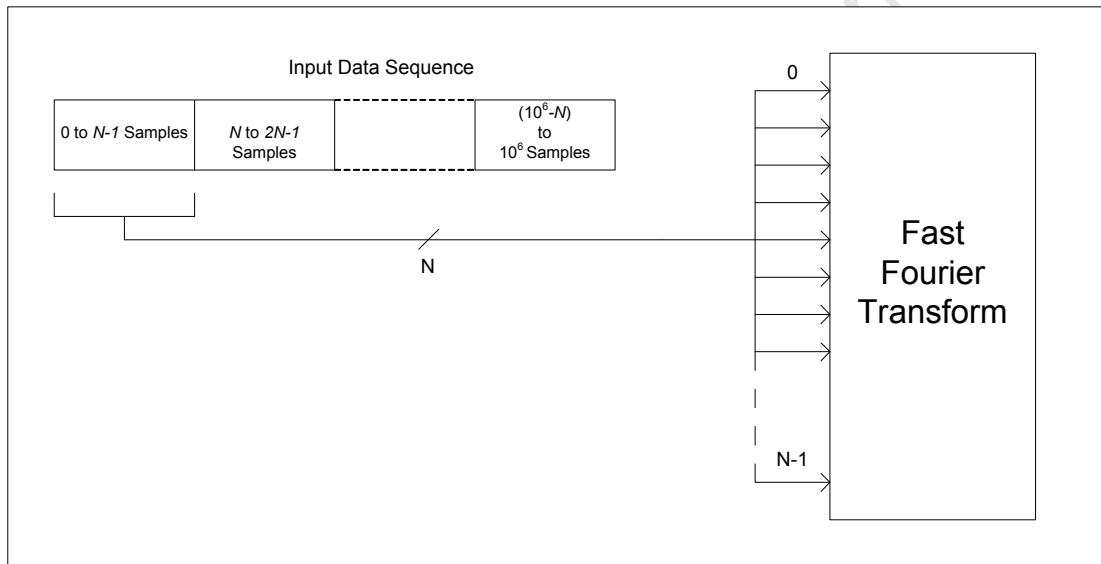 Input Data Sequence
0 to N-1 Samples
N to 2N-1
Samples
(10⁶-N)
to
10⁶ Samples
N
0
N-1
Fast
Fourier
Transform